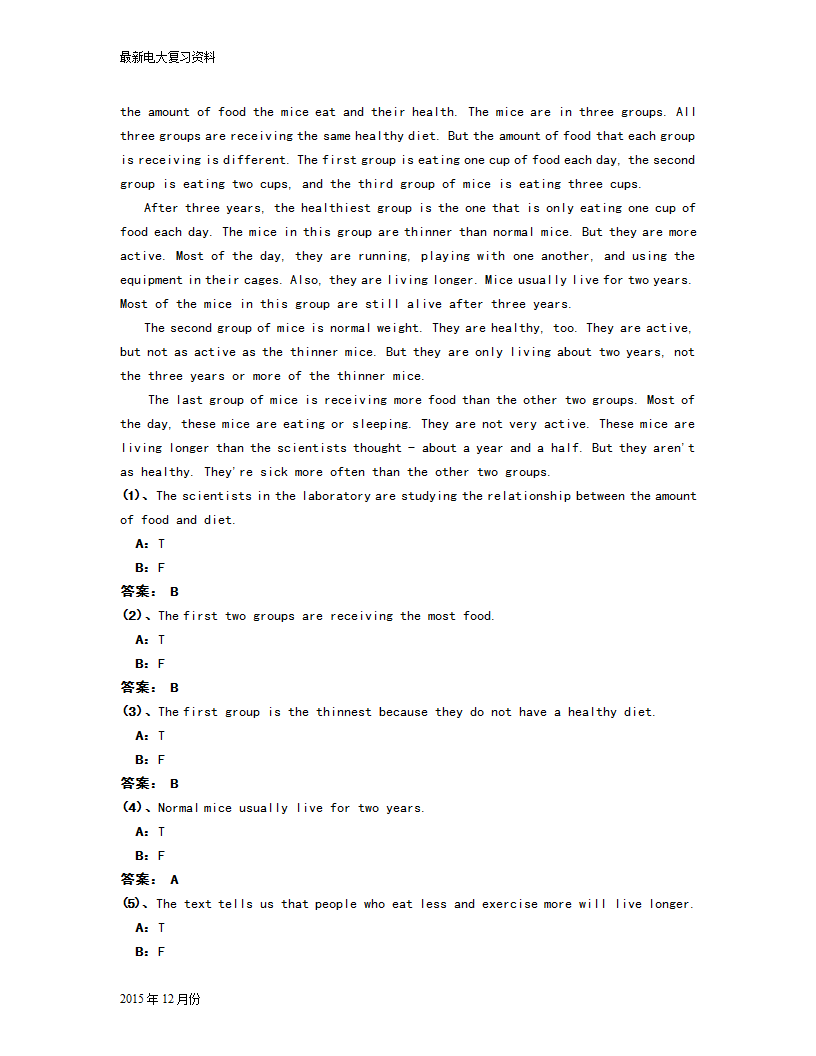 最新电大复习资料
the amount of food the mice eat and their health. The mice are in three groups. All
three groups are receiving the same healthy diet. But the amount of food that each group
is receiving is different. The first group is eating one cup of food each day, the second
group is eating two cups, and the third group of mice is eating three cups.
After three years, the healthiest group is the one that is only eating one cup of
food each day. The mice in this group are thinner than normal mice. But they are more
active. Most of the day, they are running, playing with one another, and using the
equipment in their cages. Also, they are living longer. Mice usually live for two years.
Most of the mice in this group are still alive after three years.
The second group of mice is normal weight. They are healthy, too. They are active,
but not as active as the thinner mice. But they are only living about two years, not
the three years or more of the thinner mice.
The last group of mice is receiving more food than the other two groups. Most of
the day, these mice are eating or sleeping. They are not very active. These mice are
living longer than the scientists thought - about a year and a half. But they aren't
as healthy. They're sick more often than the other two groups.
(1)、The scientists in the laboratory are studying the relationship between the amount
of food and diet.
A：T
B：F
答案： B
(2)、The first two groups are receiving the most food.
A：T
B：F
答案： B
(3)、The first group is the thinnest because they do not have a healthy diet.
A：T
B：F
答案： B
(4)、Normal mice usually live for two years.
A：T
B：F
答案： A
(5)、The text tells us that people who eat less and exercise more will live longer.
A：T
B：F
2015 年 12 月份